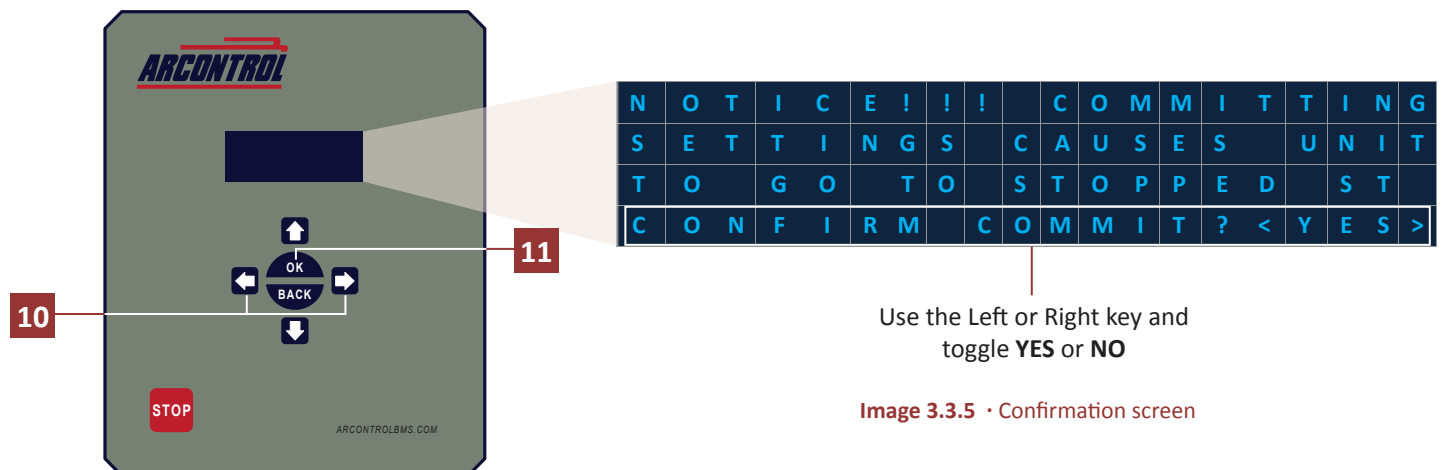 ARCONTROL
NOTICE!!! COMMITTING
SETTINGS CAUSES UNIT
TO GO TO STOPPED ST
CONFIRM COMMIT?<YES>
11
OK
BACK
10
Use the Left or Right key and
toggle YES or NO
STOP
ARCONTROLBMS.COM
Image 3.3.5 · Confirmation screen